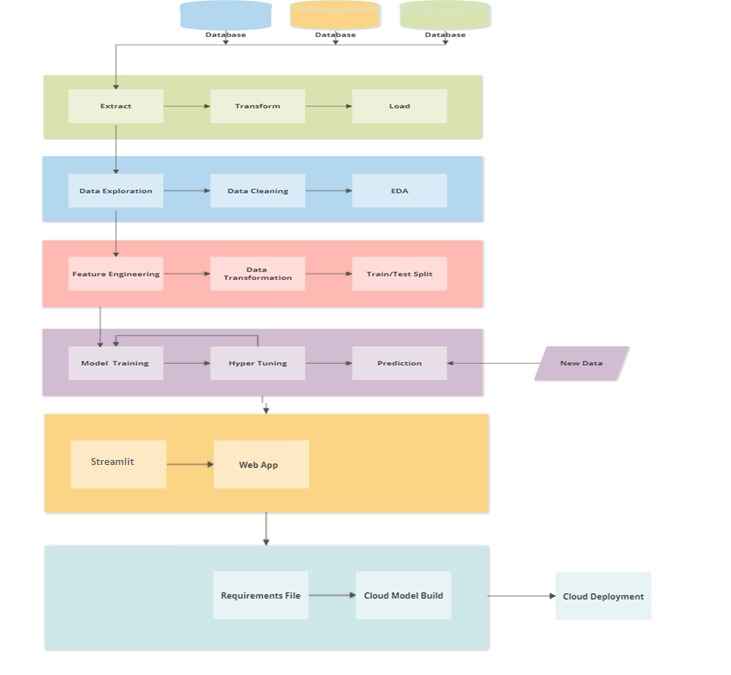 Database
Database
Database
Extract
Transform
Load
Data Exploration
Data Cleaning
EDA
Feature Engineering
Data
Transformation
Train/Test Split
Model Training
Hyper Tuning
Prediction
New Data
Streamlit
Web App
Requirements File
Cloud Model Build
Cloud Deployment